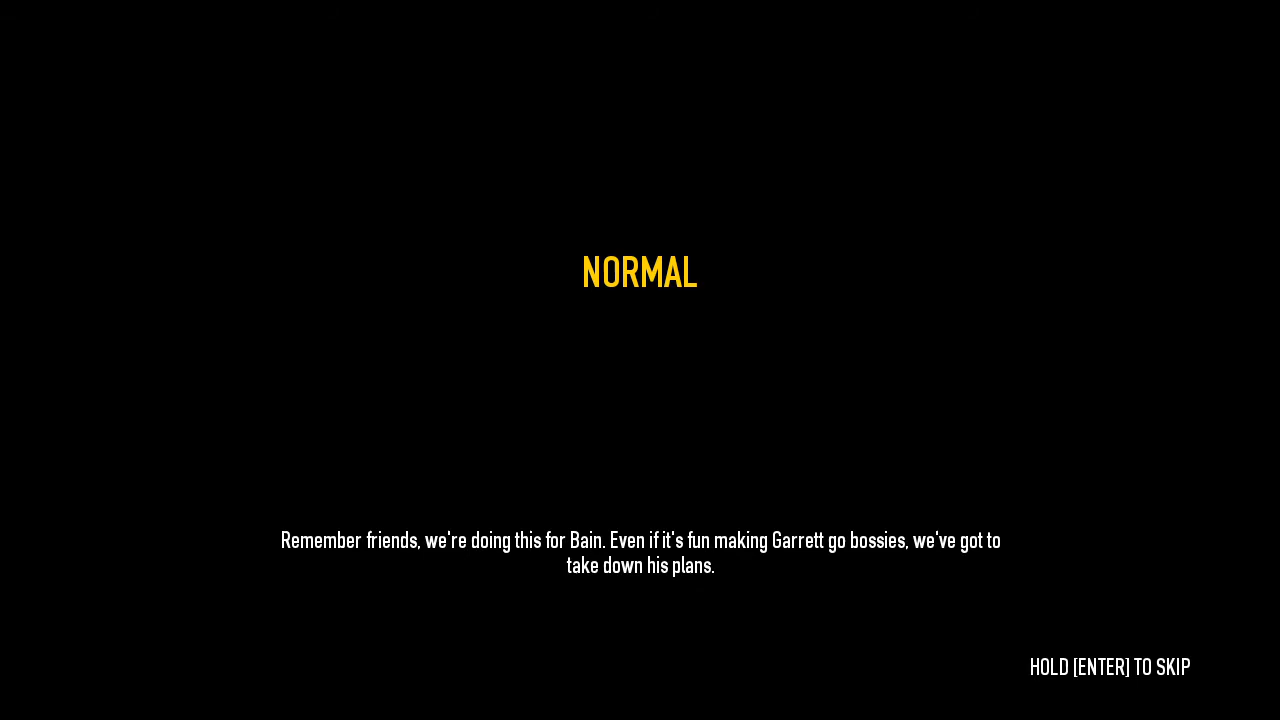 NORMAL
Remember friends, we're doing this for Bain. Even if it's fun making Garrett go bossies, we've got to
take down his plans.
HOLD [ENTER] TO SKIP